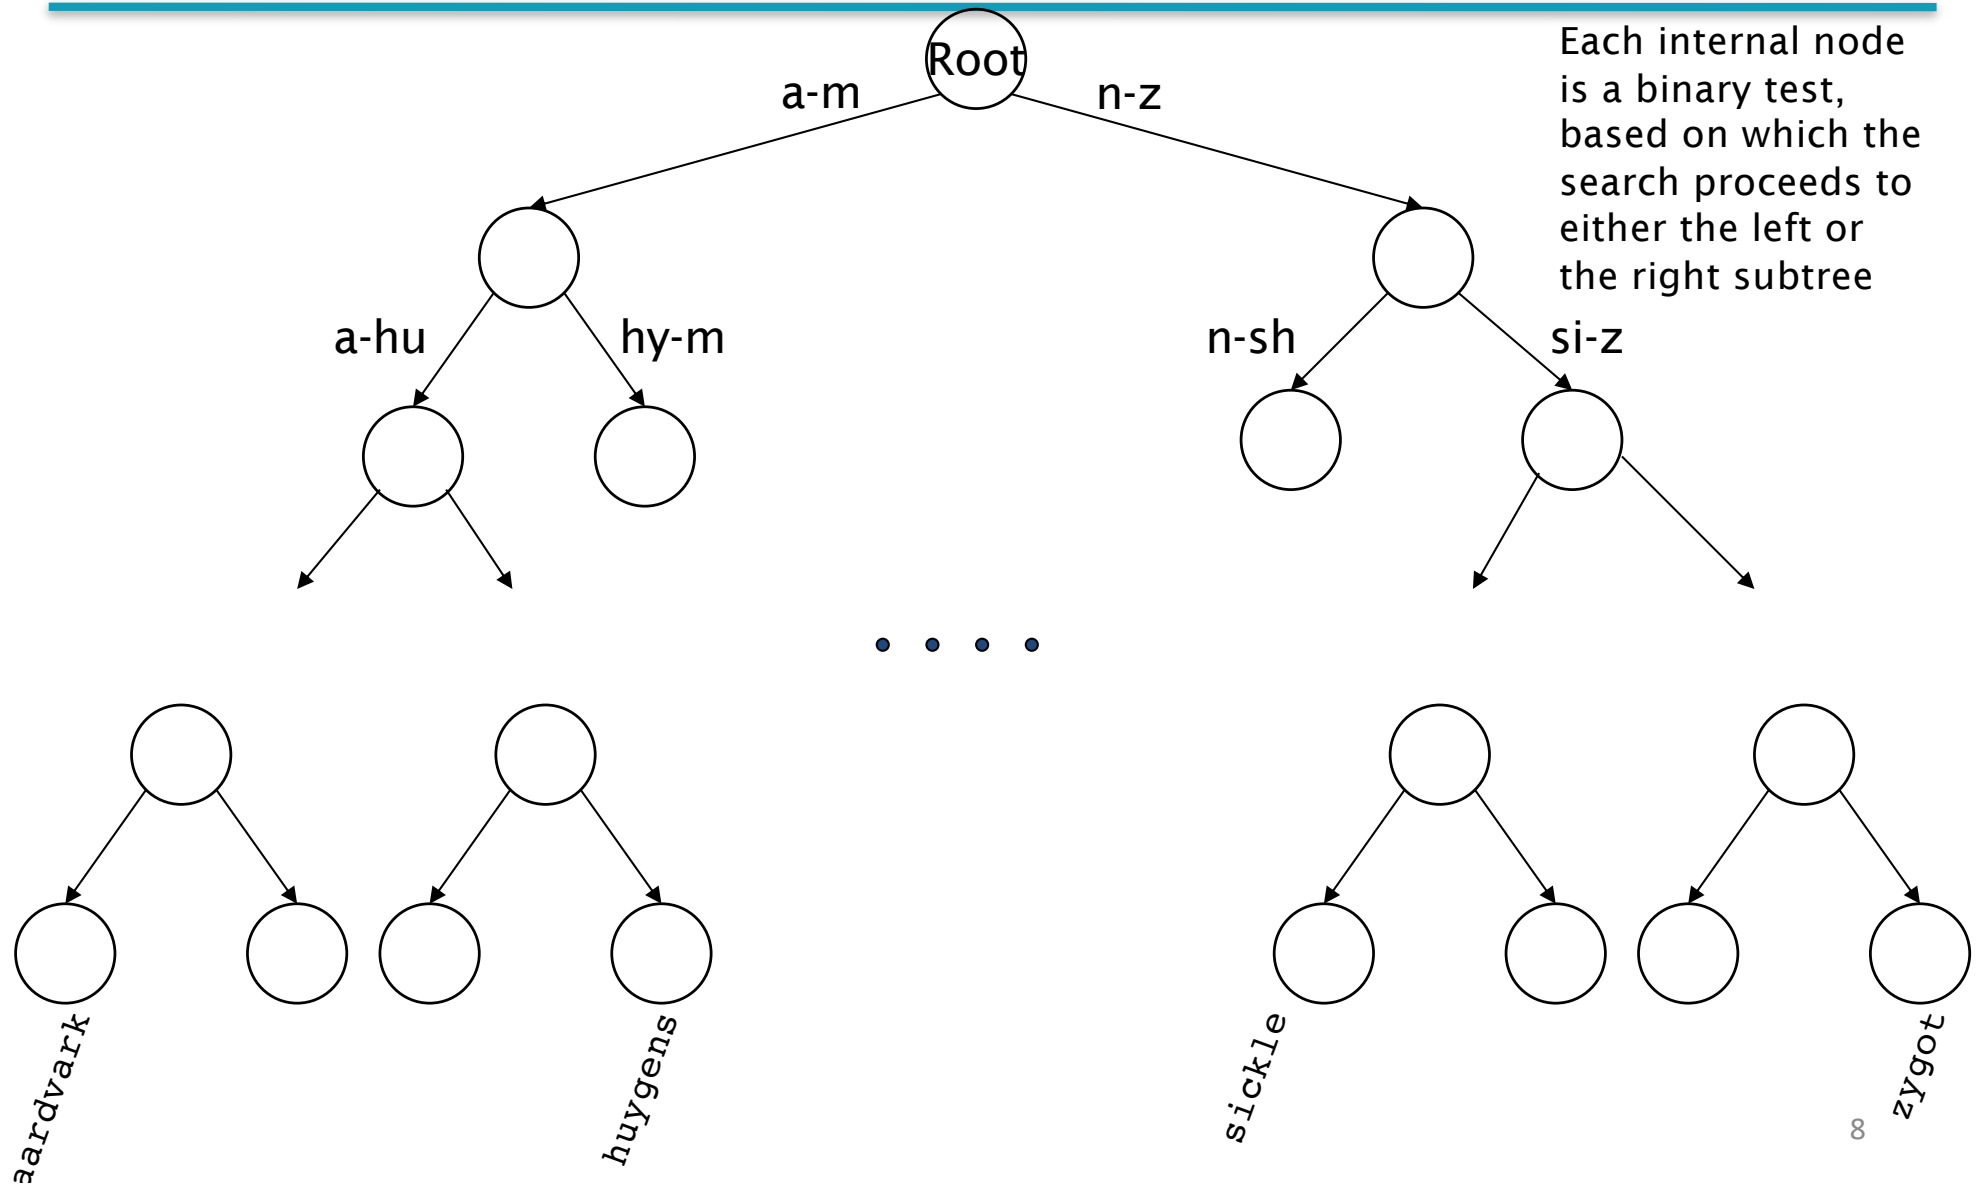 Root
a-m
n-z
Each internal node
is a binary test,
based on which the
search proceeds to
either the left or
the right subtree
a-hu
hy-m
n-sh
si-z
aardvark
huygens
sickle
zygot
8